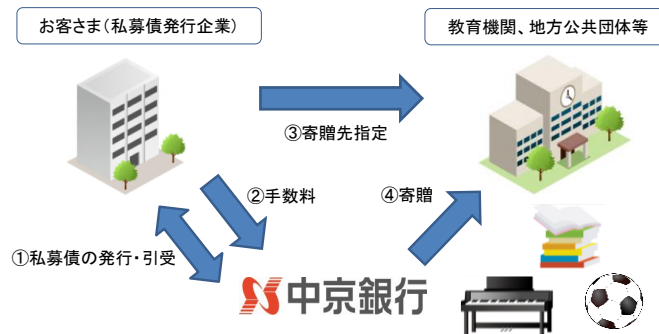 お客さま（私募債発行企業）
教育機関、地方公共団体等
③寄贈先指定
②手数料
④寄贈
①私募債の発行・引受
中京銀行